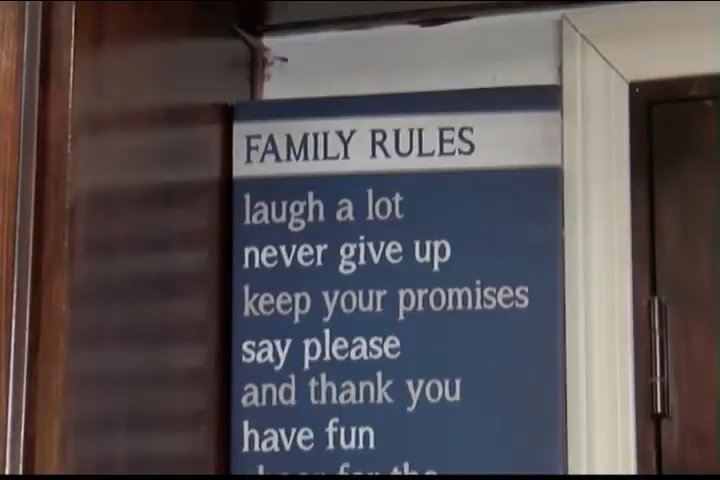 FAMILY RULES
laugh a lot
never give up
keep your promises
say please
and thank you
have fun